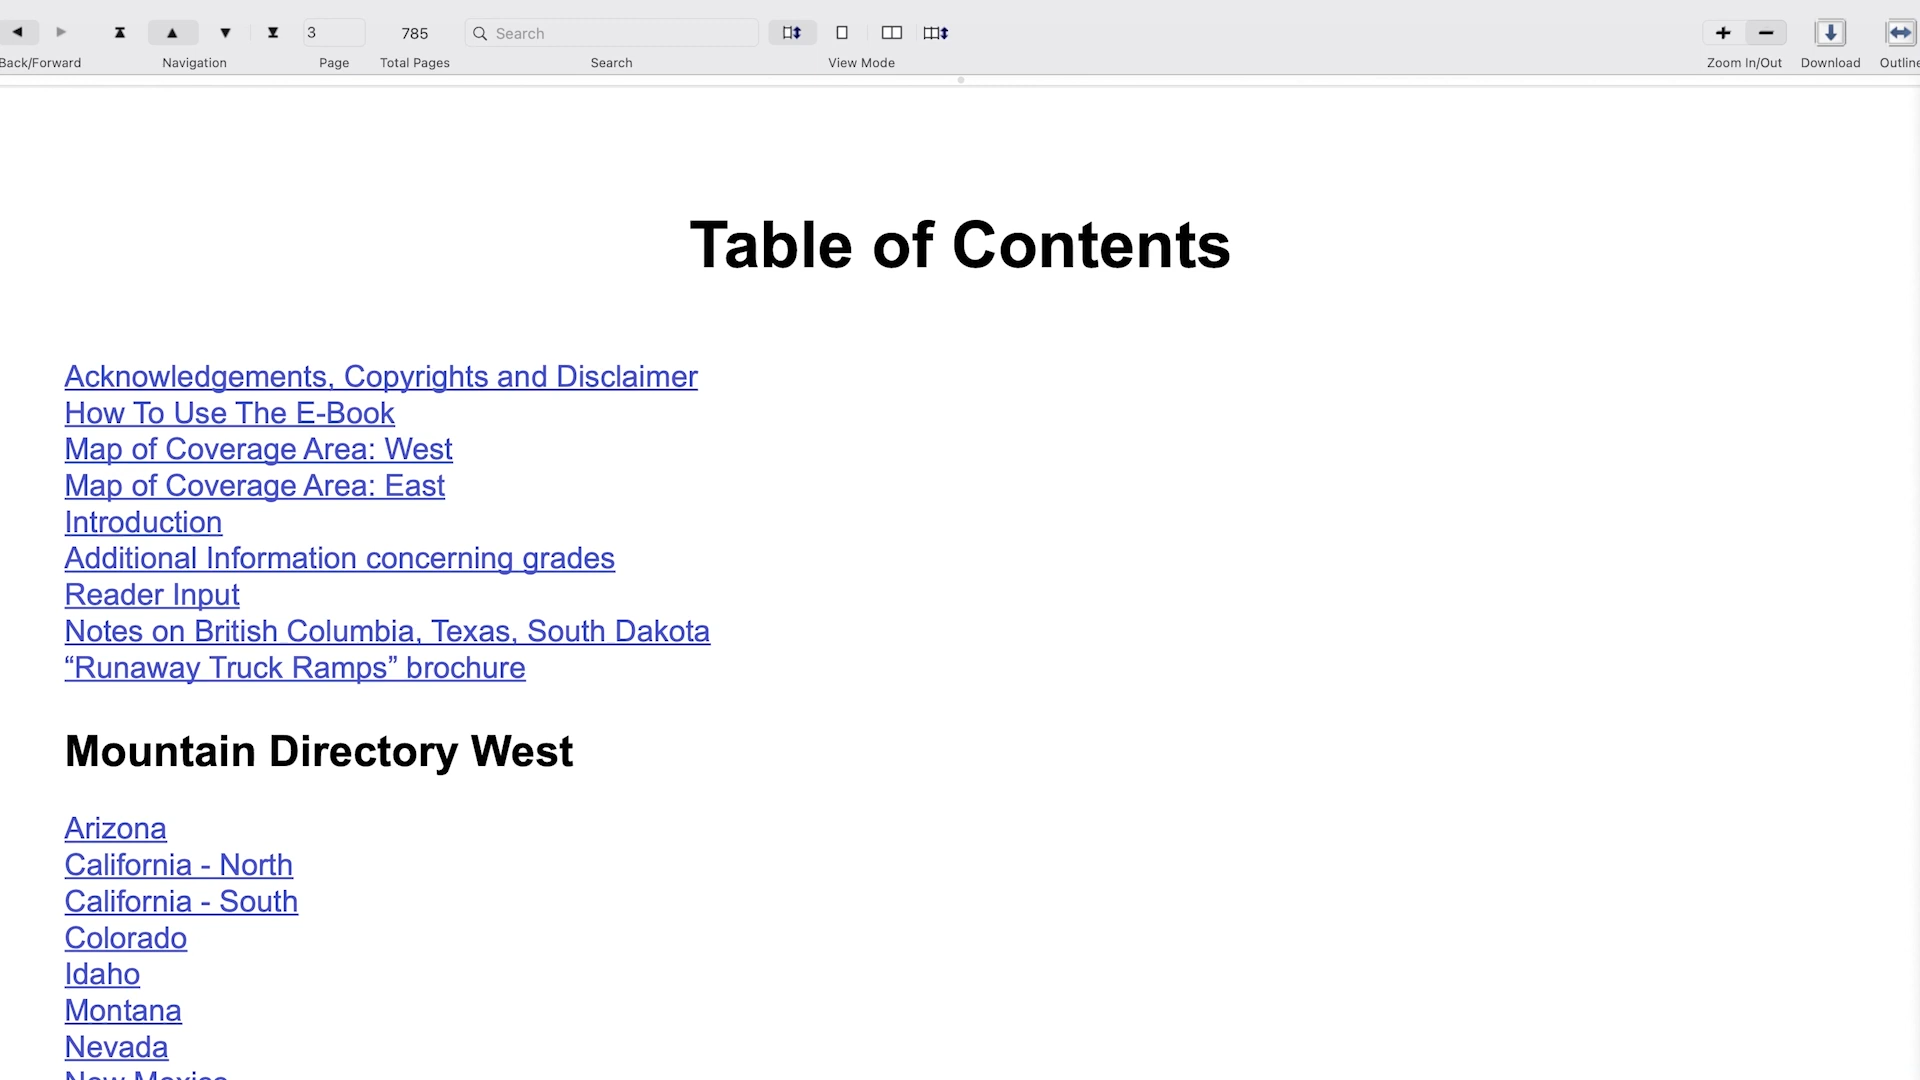 3
785
Search
Back/Forward
Navigation
Page
Total Pages
Search
View Mode
Zoom In/Out
Download
Outline
Table of Contents
Acknowledgements, Copyrights and Disclaimer
How To Use The E-Book
Map of Coverage Area: West
Map of Coverage Area: East
Introduction
Additional Information concerning grades
Reader Input
Notes on British Columbia, Texas, South Dakota
“Runaway Truck Ramps” brochure
Mountain Directory West
Arizona
California - North
California - South
Colorado
Idaho
Montana
Nevada
New Mexico